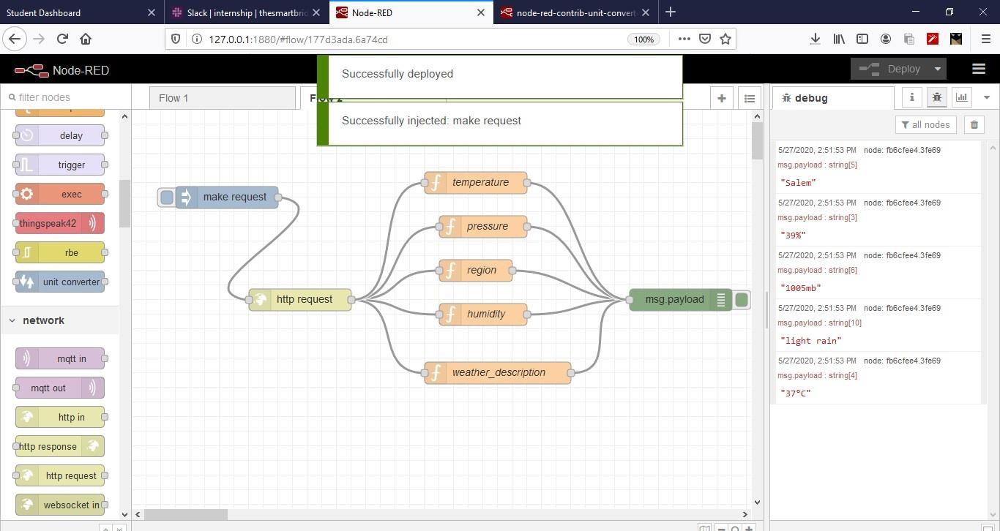 Student Dashboard
Slack | internship | thesmartbric
Node-RED
node-red-contrib-unit-convert
127.0.0.1:1880/#flow/177d3ada.6a74cd
100%
Node-RED
Deploy
Successfully deployed
Successfully injected: make request
filter nodes
delay
trigger
exec
thingspeak42
rbe
unit converter
network
mqtt in
mqtt out
http in
http response
http request
websocket in
Flow 1
make request
http request
temperature
pressure
region
humidity
weather_description
msg.payload
debug
all nodes
5/27/2020, 2:51:53 PM node: fb6cfee4.3fe69
msg.payload : string[5]
"Salem"
5/27/2020, 2:51:53 PM node: fb6cfee4.3fe69
msg.payload : string[3]
"39%"
5/27/2020, 2:51:53 PM node: fb6cfee4.3fe69
msg.payload : string[6]
"1005mb"
5/27/2020, 2:51:53 PM node: fb6cfee4.3fe69
msg.payload : string[10]
"light rain"
5/27/2020, 2:51:53 PM node: fb6cfee4.3fe69
msg.payload : string[4]
"37°C"